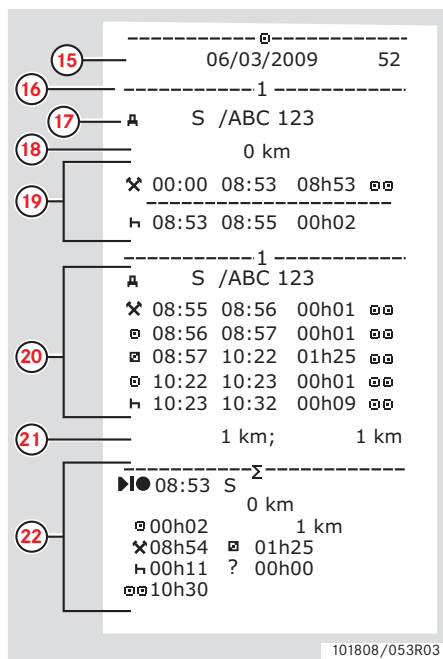 15 06/03/2009 52
16 1
17 S /ABC 123
18 0 km
19 00:00 08:53 08h53
08:53 08:55 00h02
1
S /ABC 123
08:55 08:56 00h01
08:56 08:57 00h01
20 08:57 10:22 01h25
10:22 10:23 00h01
10:23 10:32 00h09
21 1 km; 1 km
Σ
08:53 S
0 km
22 00h02 1 km
08h54 01h25
00h11 ? 00h00
10h30
101808/053R03